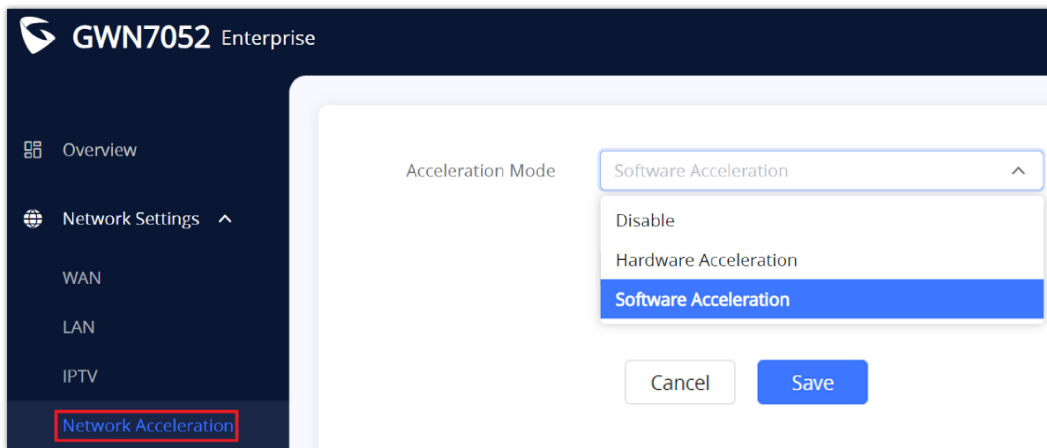 GWN7052 Enterprise
Overview
Network Settings
WAN
LAN
IPTV
Network Acceleration
Acceleration Mode
Software Acceleration
Disable
Hardware Acceleration
Software Acceleration
Cancel
Save